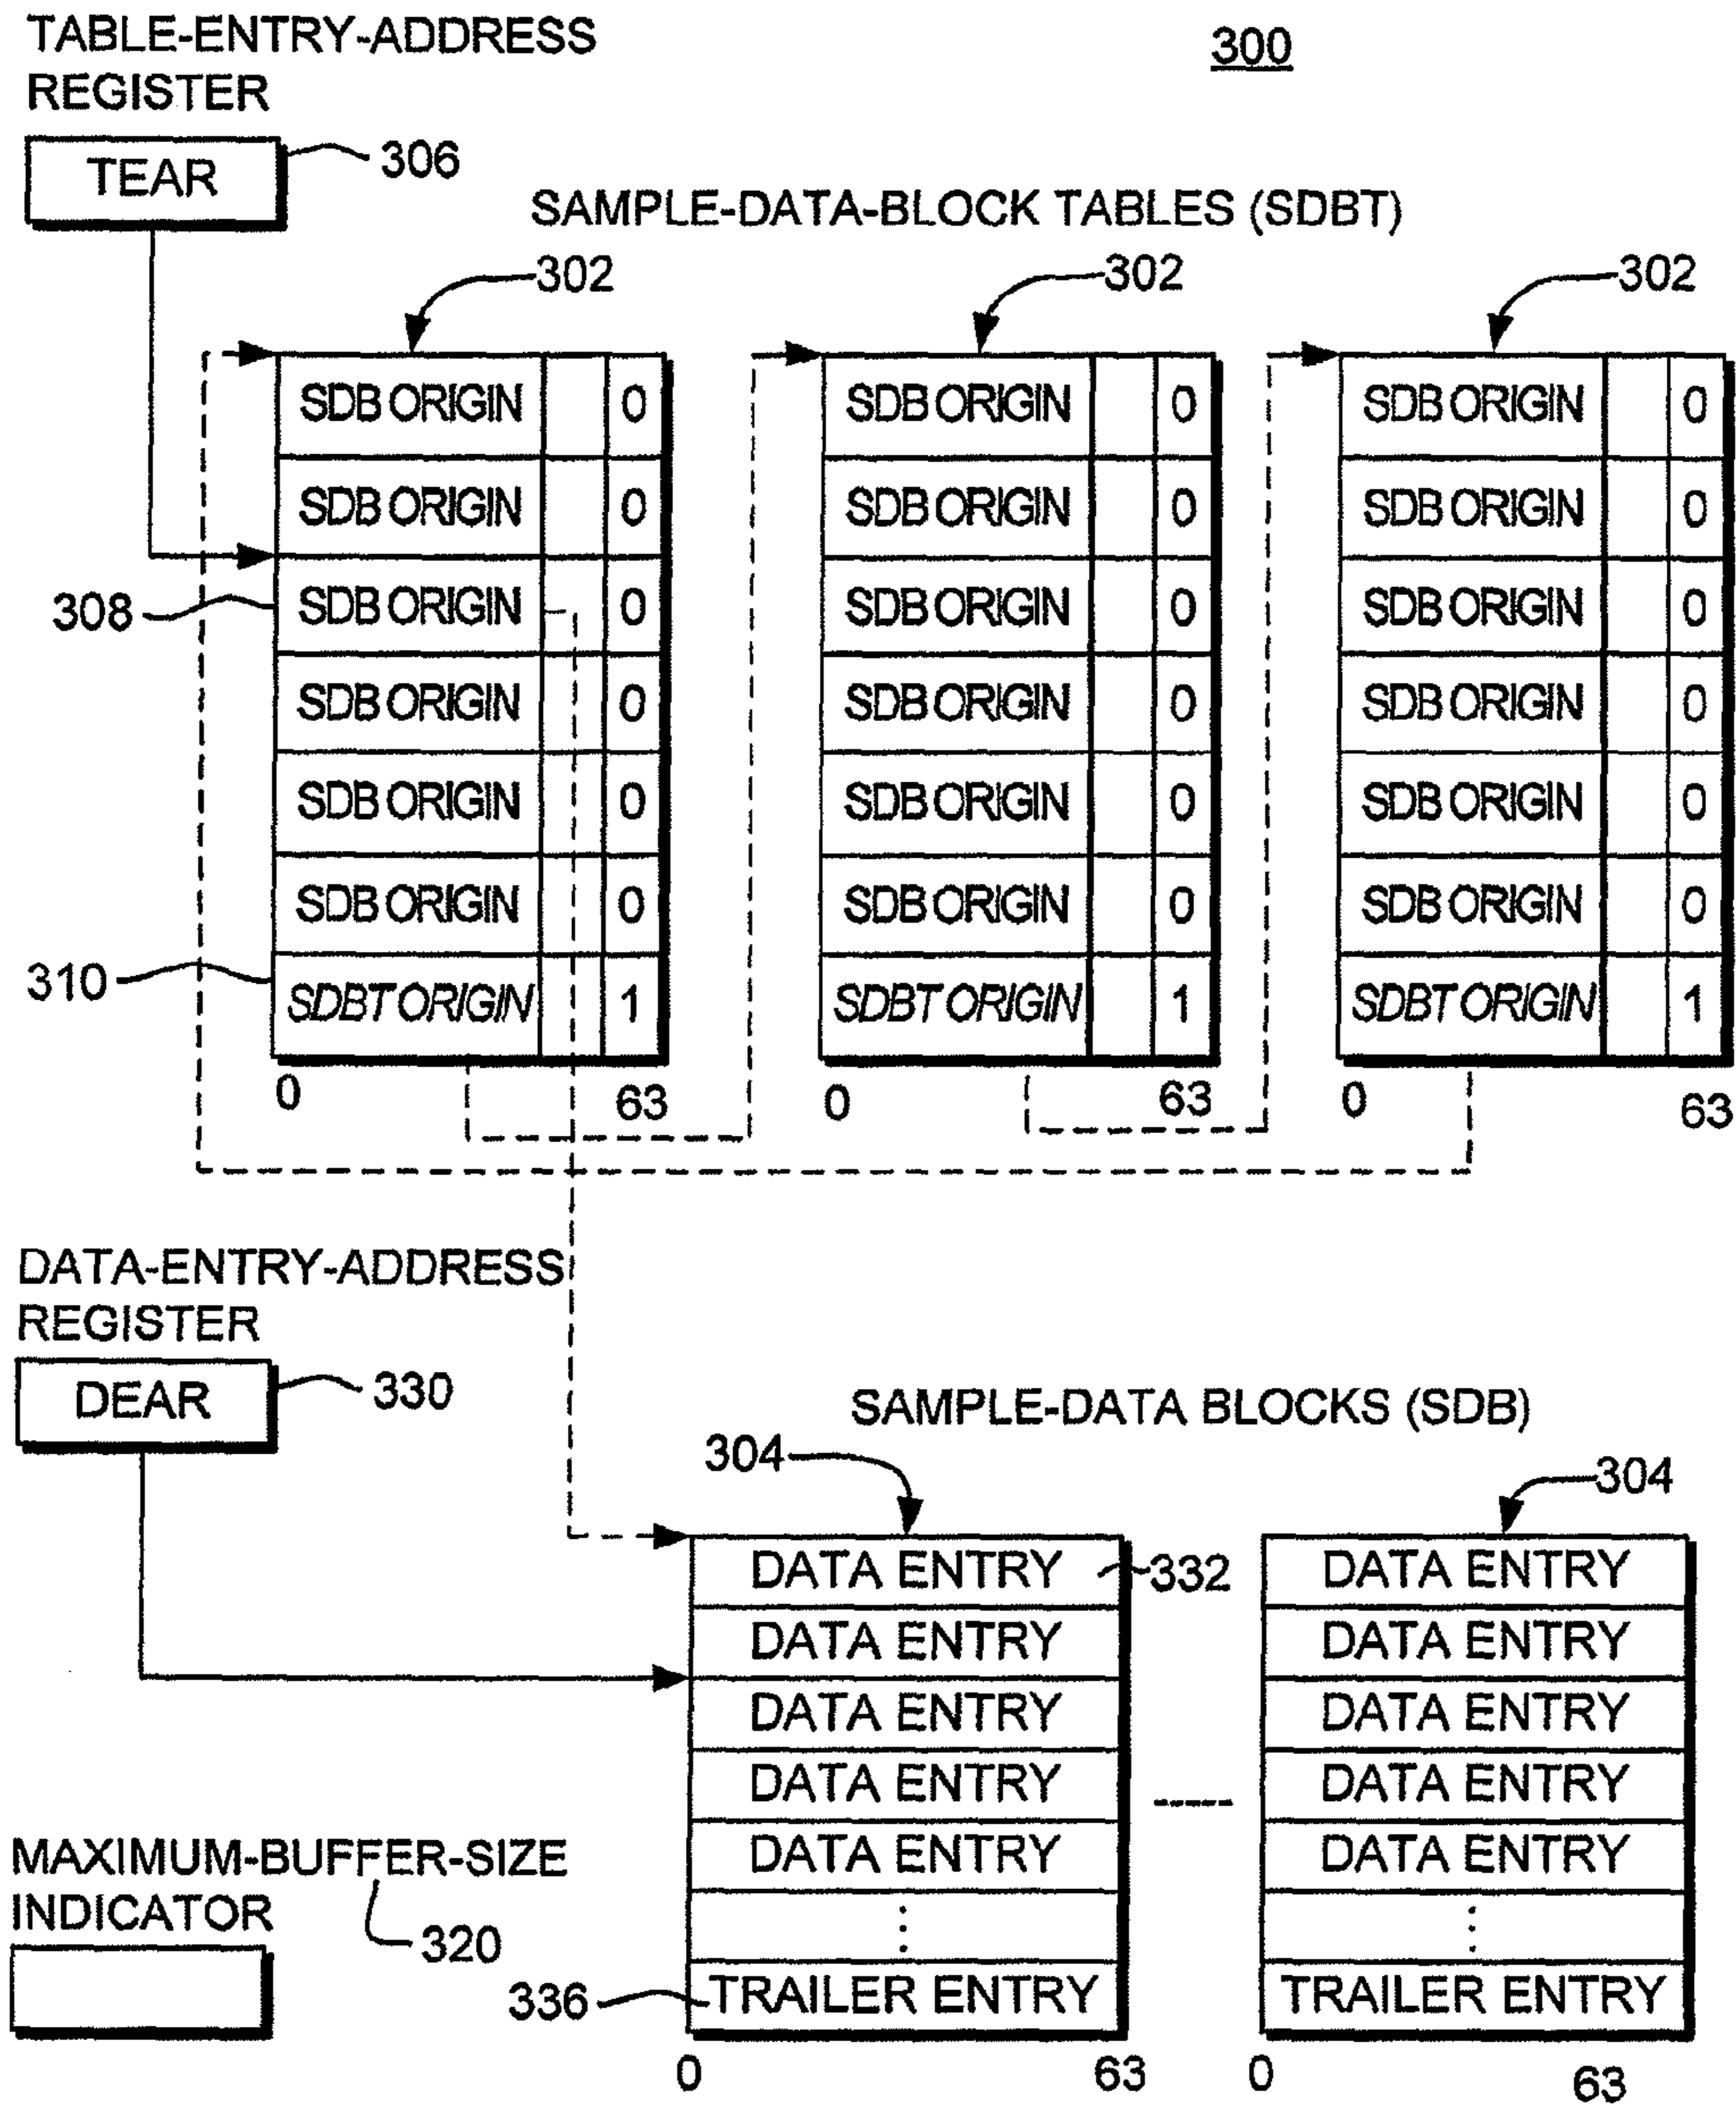 TABLE-ENTRY-ADDRESS
REGISTER
300
TEAR
306
SAMPLE-DATA-BLOCK TABLES (SDBT)
302 302 302
SDB ORIGIN 0 SDB ORIGIN 0 SDB ORIGIN 0
SDB ORIGIN 0 SDB ORIGIN 0 SDB ORIGIN 0
308 SDB ORIGIN 0 SDB ORIGIN 0 SDB ORIGIN 0
SDB ORIGIN 0 SDB ORIGIN 0 SDB ORIGIN 0
SDB ORIGIN 0 SDB ORIGIN 0 SDB ORIGIN 0
SDB ORIGIN 0 SDB ORIGIN 0 SDB ORIGIN 0
310 SDBT ORIGIN 1 SDBT ORIGIN 1 SDBT ORIGIN 1
0 63 0 63 0 63
DATA-ENTRY-ADDRESS
REGISTER
DEAR
330
SAMPLE-DATA BLOCKS (SDB)
304 304
DATA ENTRY 332 DATA ENTRY
DATA ENTRY DATA ENTRY
DATA ENTRY DATA ENTRY
DATA ENTRY DATA ENTRY
DATA ENTRY DATA ENTRY
MAXIMUM-BUFFER-SIZE
INDICATOR
320
336 TRAILER ENTRY TRAILER ENTRY
0 63 0 63